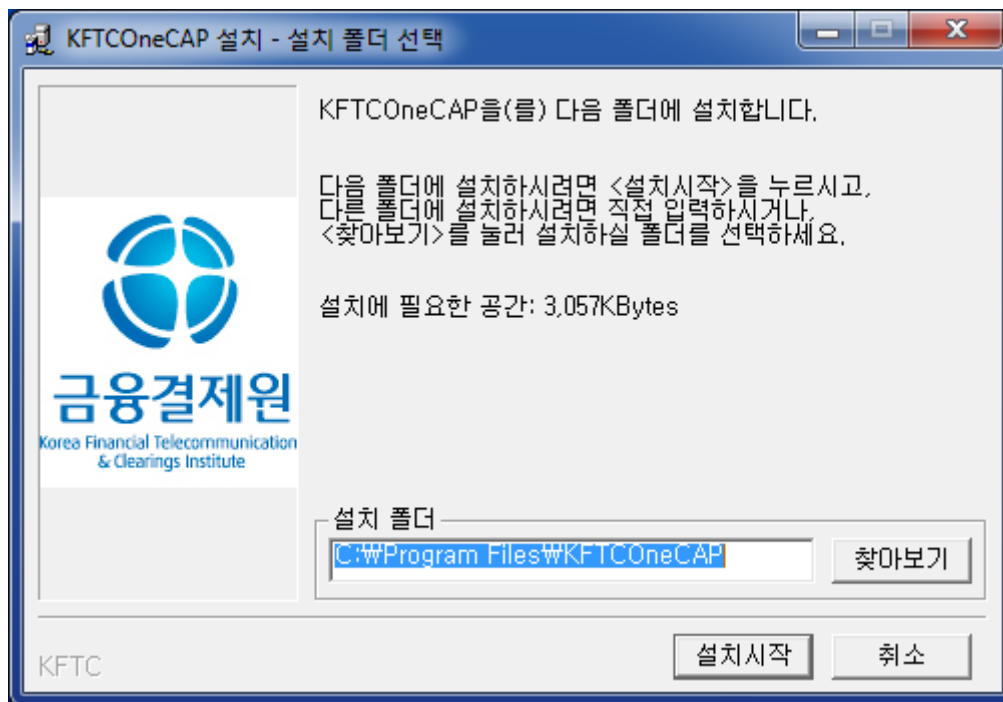 KFTCOneCAP 설치 - 설치 폴더 선택
KFTCOneCAP을(를) 다음 폴더에 설치합니다.
다음 폴더에 설치하시려면 <설치시작>을 누르시고,
다른 폴더에 설치하시려면 직접 입력하시거나,
<찾아보기>를 눌러 설치하실 폴더를 선택하세요.
설치에 필요한 공간: 3,057KBytes
금융결제원
Korea Financial Telecommunication
& Clearings Institute
설치 폴더
C:₩Program Files₩KFTCOneCAP
찾아보기
KFTC
설치시작
취소